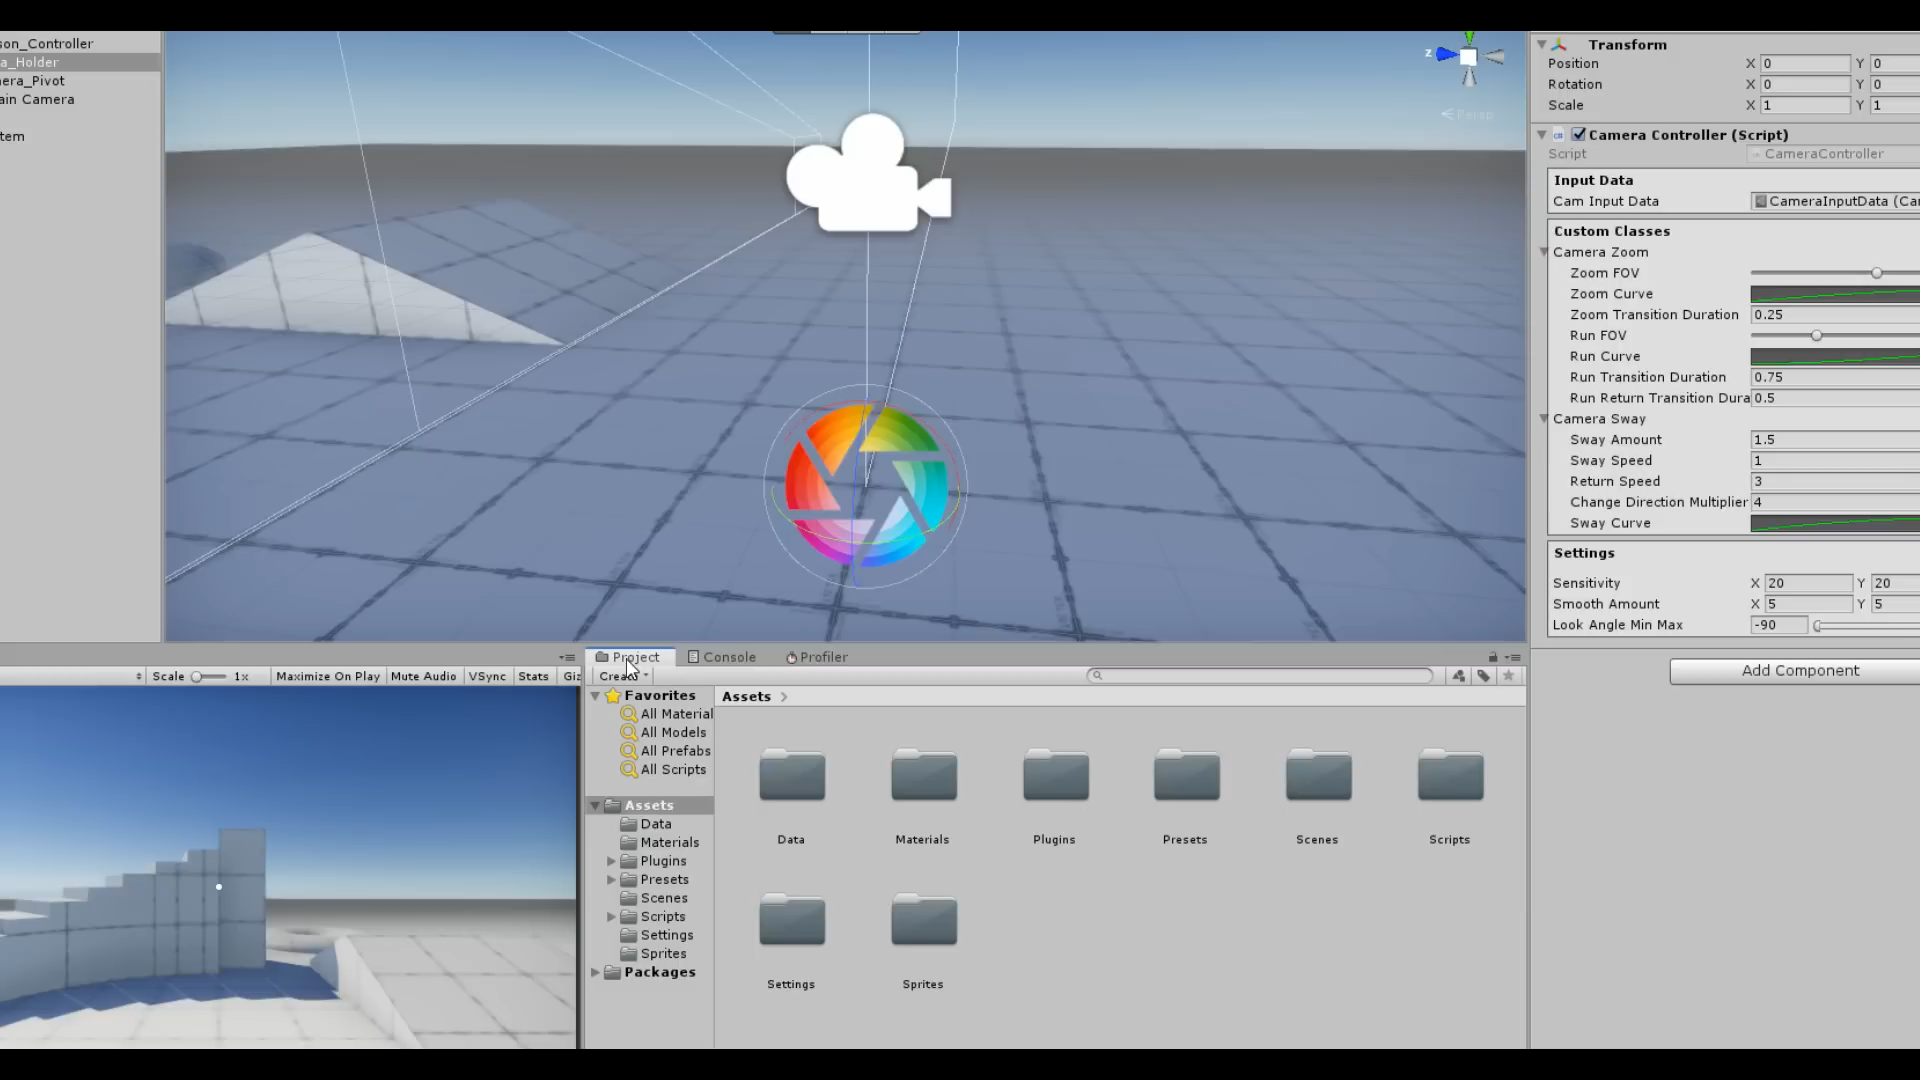 son_Controller
a_Holder
era_Pivot
ain Camera
tem
z
Persp
Transform
Position X 0 Y 0
Rotation X 0 Y 0
Scale X 1 Y 1
Camera Controller (Script)
Script CameraController
Input Data
Cam Input Data CameraInputData (Ca
Custom Classes
Camera Zoom
Zoom FOV
Zoom Curve
Zoom Transition Duration 0.25
Run FOV
Run Curve
Run Transition Duration 0.75
Run Return Transition Dura 0.5
Camera Sway
Sway Amount 1.5
Sway Speed 1
Return Speed 3
Change Direction Multiplier 4
Sway Curve
Settings
Sensitivity X 20 Y 20
Smooth Amount X 5 Y 5
Look Angle Min Max -90
Add Component
Scale 1x Maximize On Play Mute Audio VSync Stats Giz
Project Console Profiler
Create
Favorites
All Material
All Models
All Prefabs
All Scripts
Assets
Data
Materials
Plugins
Presets
Scenes
Scripts
Settings
Sprites
Packages
Assets
Data Materials Plugins Presets Scenes Scripts
Settings Sprites